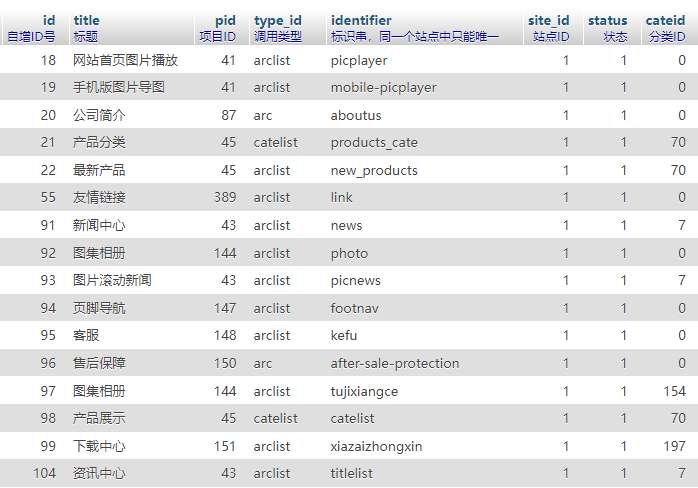 id title pid type_id identifier site_id status cateid
自增ID号 标题 项目ID 调用类型 标识串，同一个站点中只能唯一 站点ID 状态 分类ID
18 网站首页图片播放 41 arclist picplayer 1 1 0
19 手机版图片导图 41 arclist mobile-picplayer 1 1 0
20 公司简介 87 arc aboutus 1 1 0
21 产品分类 45 catelist products_cate 1 1 70
22 最新产品 45 arclist new_products 1 1 70
55 友情链接 389 arclist link 1 1 0
91 新闻中心 43 arclist news 1 1 7
92 图集相册 144 arclist photo 1 1 0
93 图片滚动新闻 43 arclist picnews 1 1 7
94 页脚导航 147 arclist footnav 1 1 0
95 客服 148 arclist kefu 1 1 0
96 售后保障 150 arc after-sale-protection 1 1 0
97 图集相册 144 arclist tujixiangce 1 1 154
98 产品展示 45 catelist catelist 1 1 70
99 下载中心 151 arclist xiazaizhongxin 1 1 197
104 资讯中心 43 arclist titlelist 1 1 7